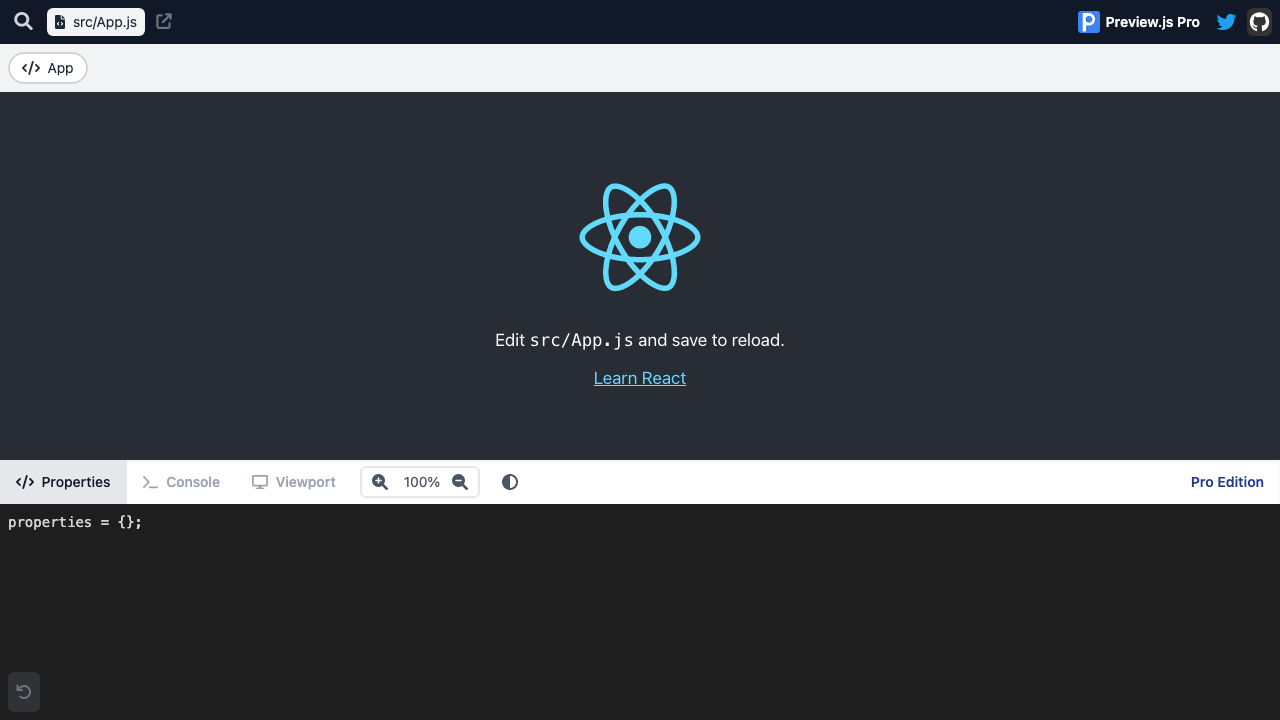 src/App.js
Preview.js Pro
App
Edit src/App.js and save to reload.
Learn React
Properties
Console
Viewport
100%
Pro Edition
properties = {};